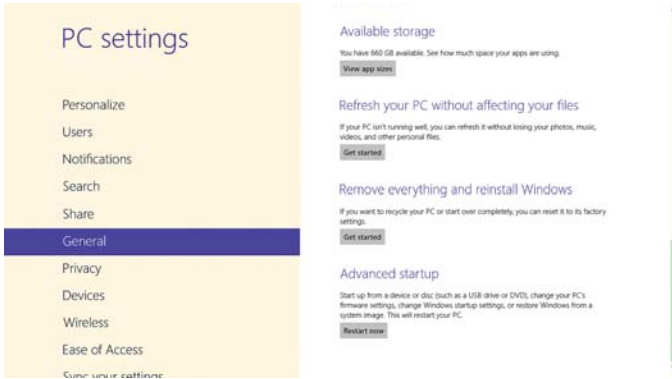 PC settings
Personalize
Users
Notifications
Search
Share
General
Privacy
Devices
Wireless
Ease of Access
Sync your settings
Available storage
You have 660 GB available. See how much space your apps are using.
View app sizes
Refresh your PC without affecting your files
If your PC isn't running well, you can refresh it without losing your photos, music,
videos, and other personal files.
Get started
Remove everything and reinstall Windows
If you want to recycle your PC or start over completely, you can reset it to its factory
settings.
Get started
Advanced startup
Start up from a device or disc (such as a USB drive or DVD), change your PC's
firmware settings, change Windows startup settings, or restore Windows from a
system image. This will restart your PC.
Restart now